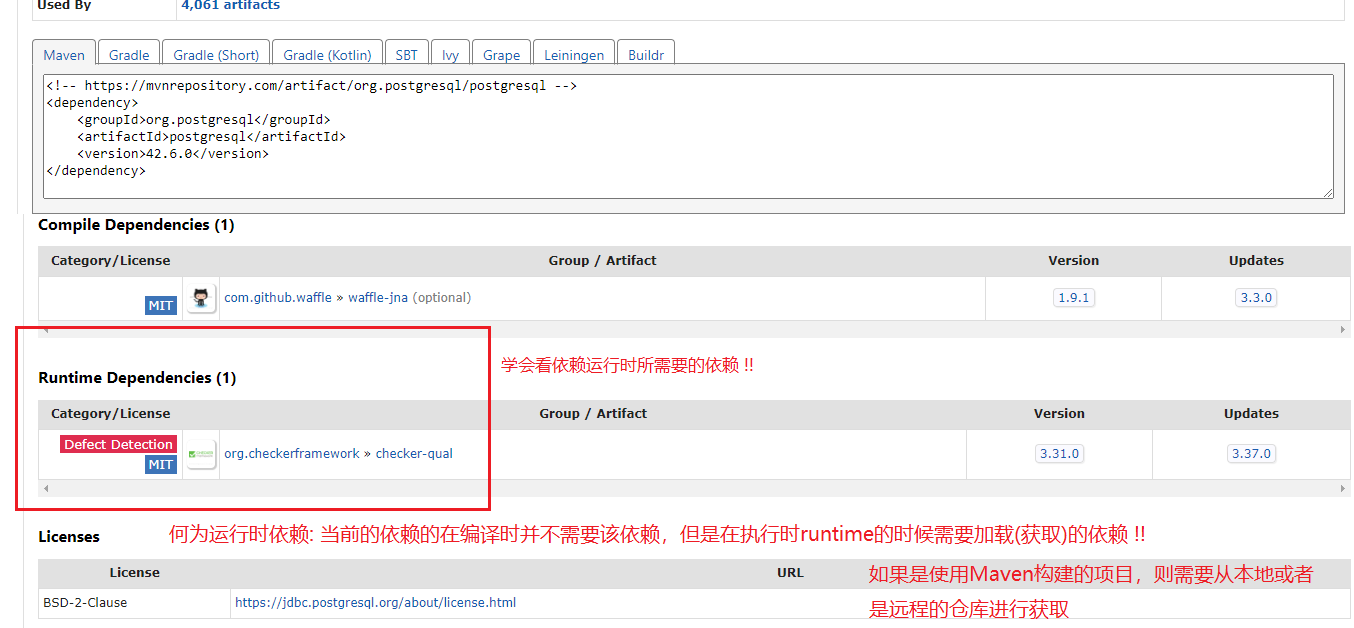 Used By 4,061 artifacts
Maven Gradle Gradle (Short) Gradle (Kotlin) SBT Ivy Grape Leiningen Buildr
<!-- https://mvnrepository.com/artifact/org.postgresql/postgresql -->
<dependency>
    <groupId>org.postgresql</groupId>
    <artifactId>postgresql</artifactId>
    <version>42.6.0</version>
</dependency>
Compile Dependencies (1)
Category/License Group / Artifact Version Updates
MIT com.github.waffle » waffle-jna (optional) 1.9.1 3.3.0
学会看依赖运行时所需要的依赖 !!
Runtime Dependencies (1)
Category/License Group / Artifact Version Updates
Defect Detection
MIT org.checkerframework » checker-qual 3.31.0 3.37.0
Licenses
何为运行时依赖: 当前的依赖的在编译时并不需要该依赖，但是在执行时runtime的时候需要加载(获取)的依赖 !!
License URL
如果是使用Maven构建的项目，则需要从本地或者
是远程的仓库进行获取
BSD-2-Clause https://jdbc.postgresql.org/about/license.html